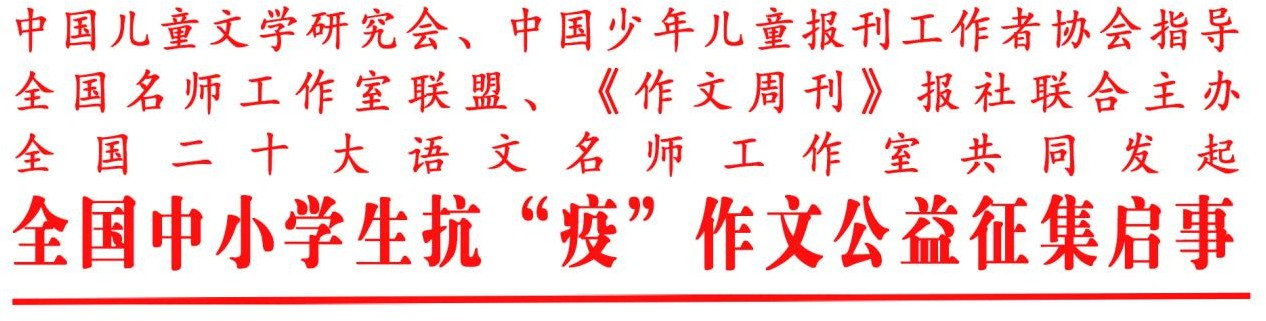 中国儿童文学研究会、中国少年儿童报刊工作者协会指导
全国名师工作室联盟、《作文周刊》报社联合主办
全国二十大语文名师工作室共同发起
全国中小学生抗“疫”作文公益征集启事